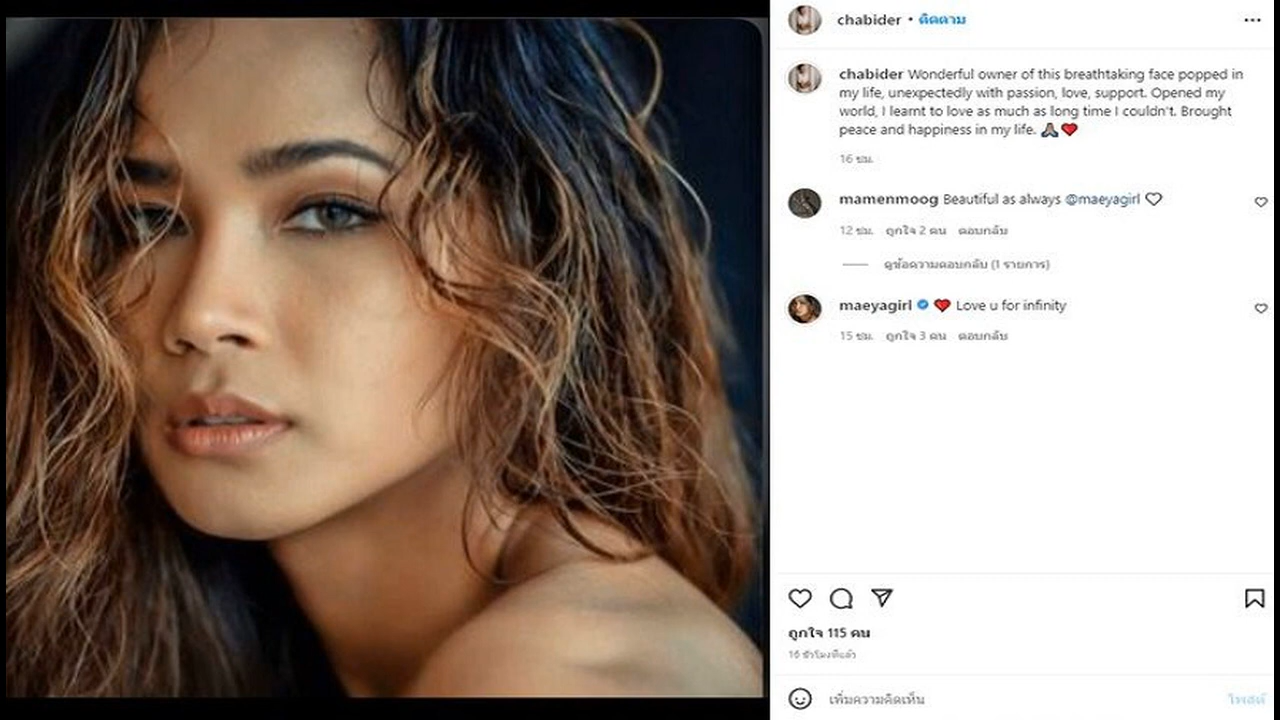 chabider • ติดตาม
chabider Wonderful owner of this breathtaking face popped in
my life, unexpectedly with passion, love, support. Opened my
world, I learnt to love as much as long time I couldn't. Brought
peace and happiness in my life. 🙏🏽❤️
16 ชม.
mamenmoog Beautiful as always @maeyagirl ♡
12 ชม. ถูกใจ 2 คน ตอบกลับ
ดูข้อความตอบกลับ (1 รายการ)
maeyagirl ❤️ Love u for infinity
15 ชม. ถูกใจ 3 คน ตอบกลับ
ถูกใจ 115 คน
16 ชั่วโมงที่แล้ว
เพิ่มความคิดเห็น
โพสต์